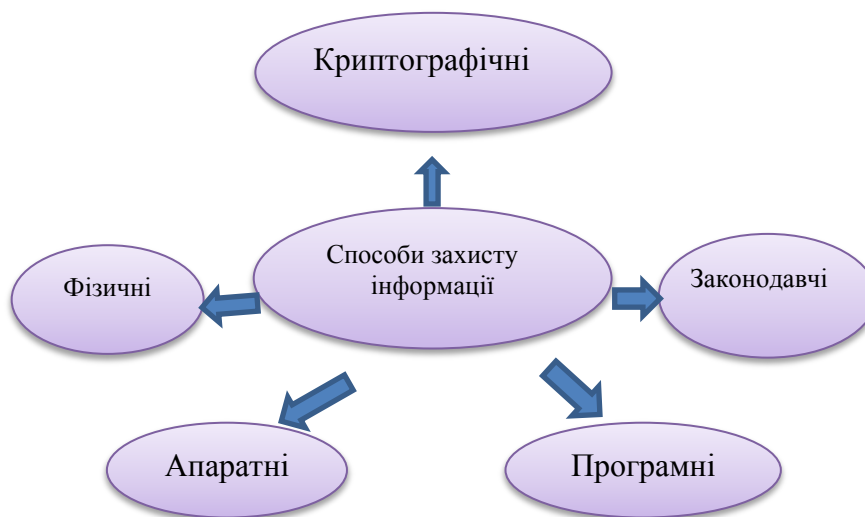 Криптографічні
Способи захисту
інформації
Фізичні
Законодавчі
Апаратні
Програмні